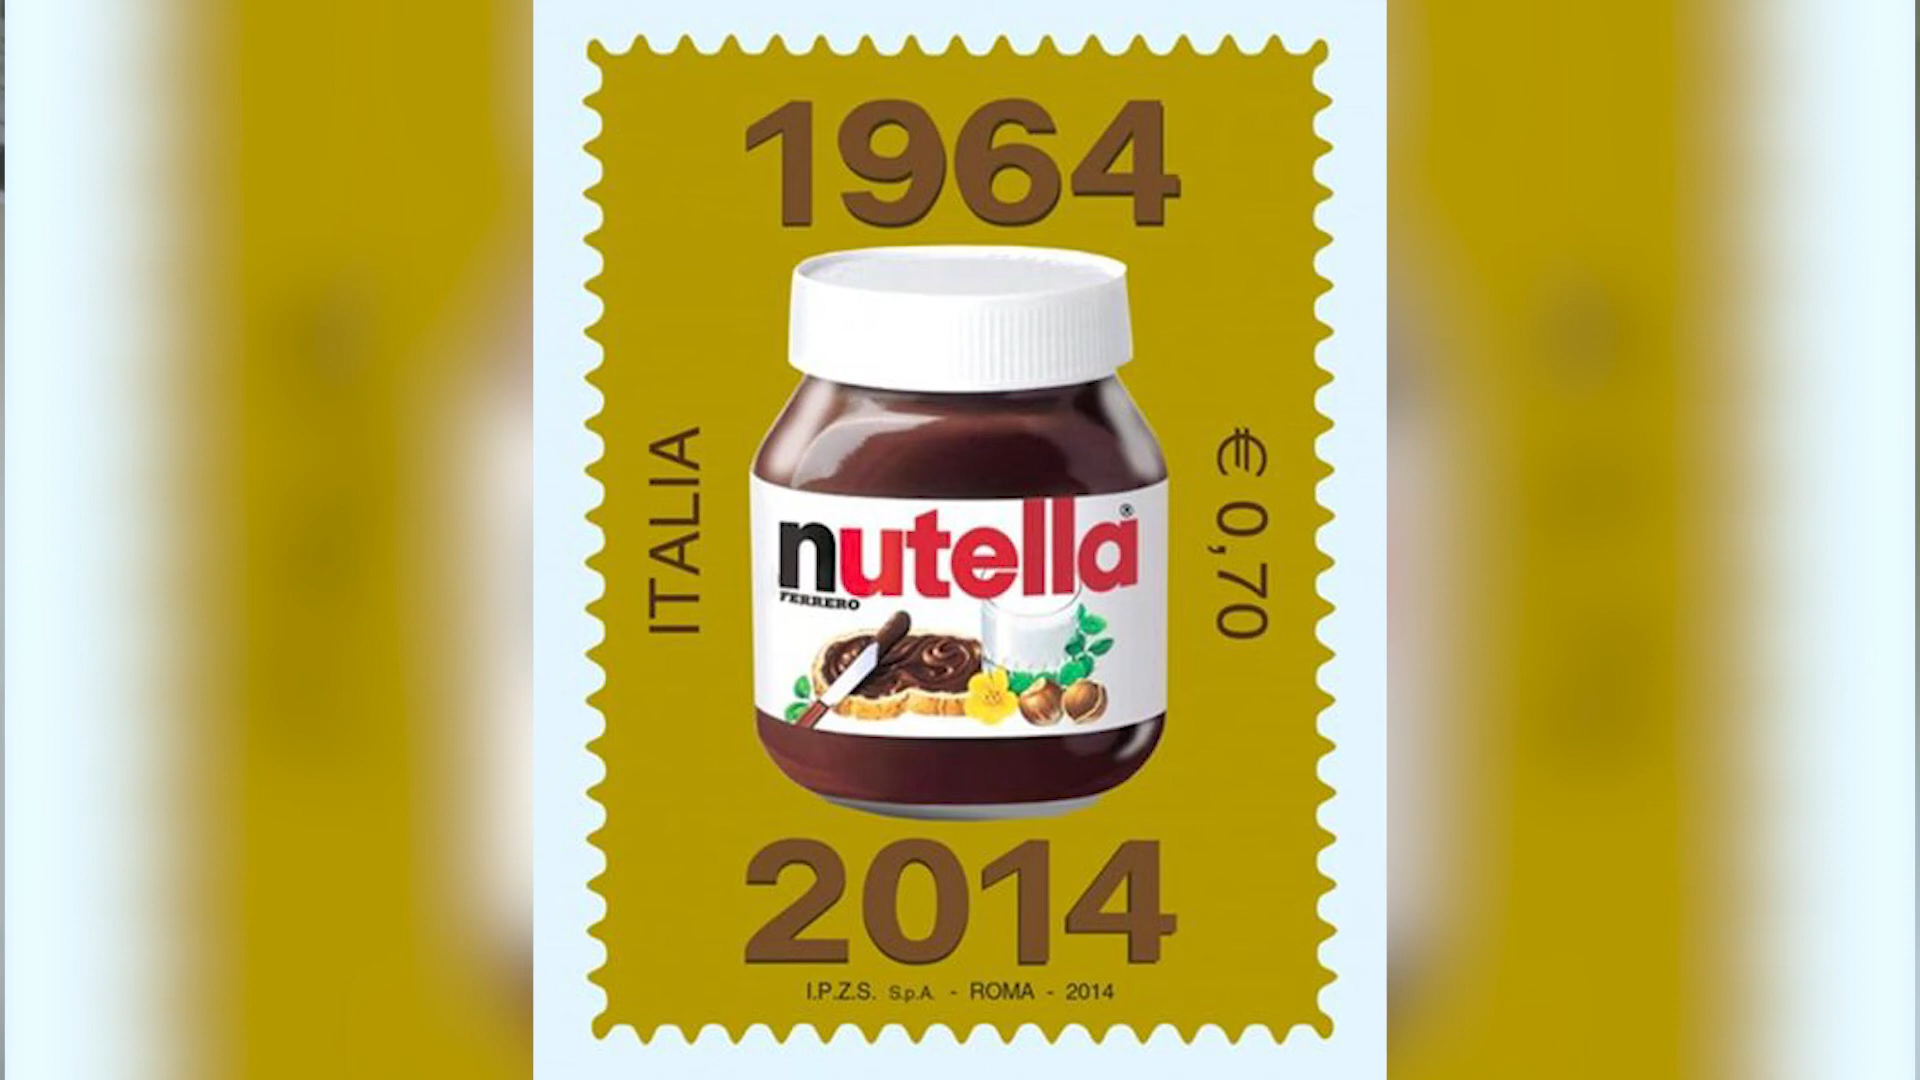 1964
ITALIA
€ 0,70
nutella®
FERRERO
2014
I.P.Z.S. S.p.A. - ROMA - 2014